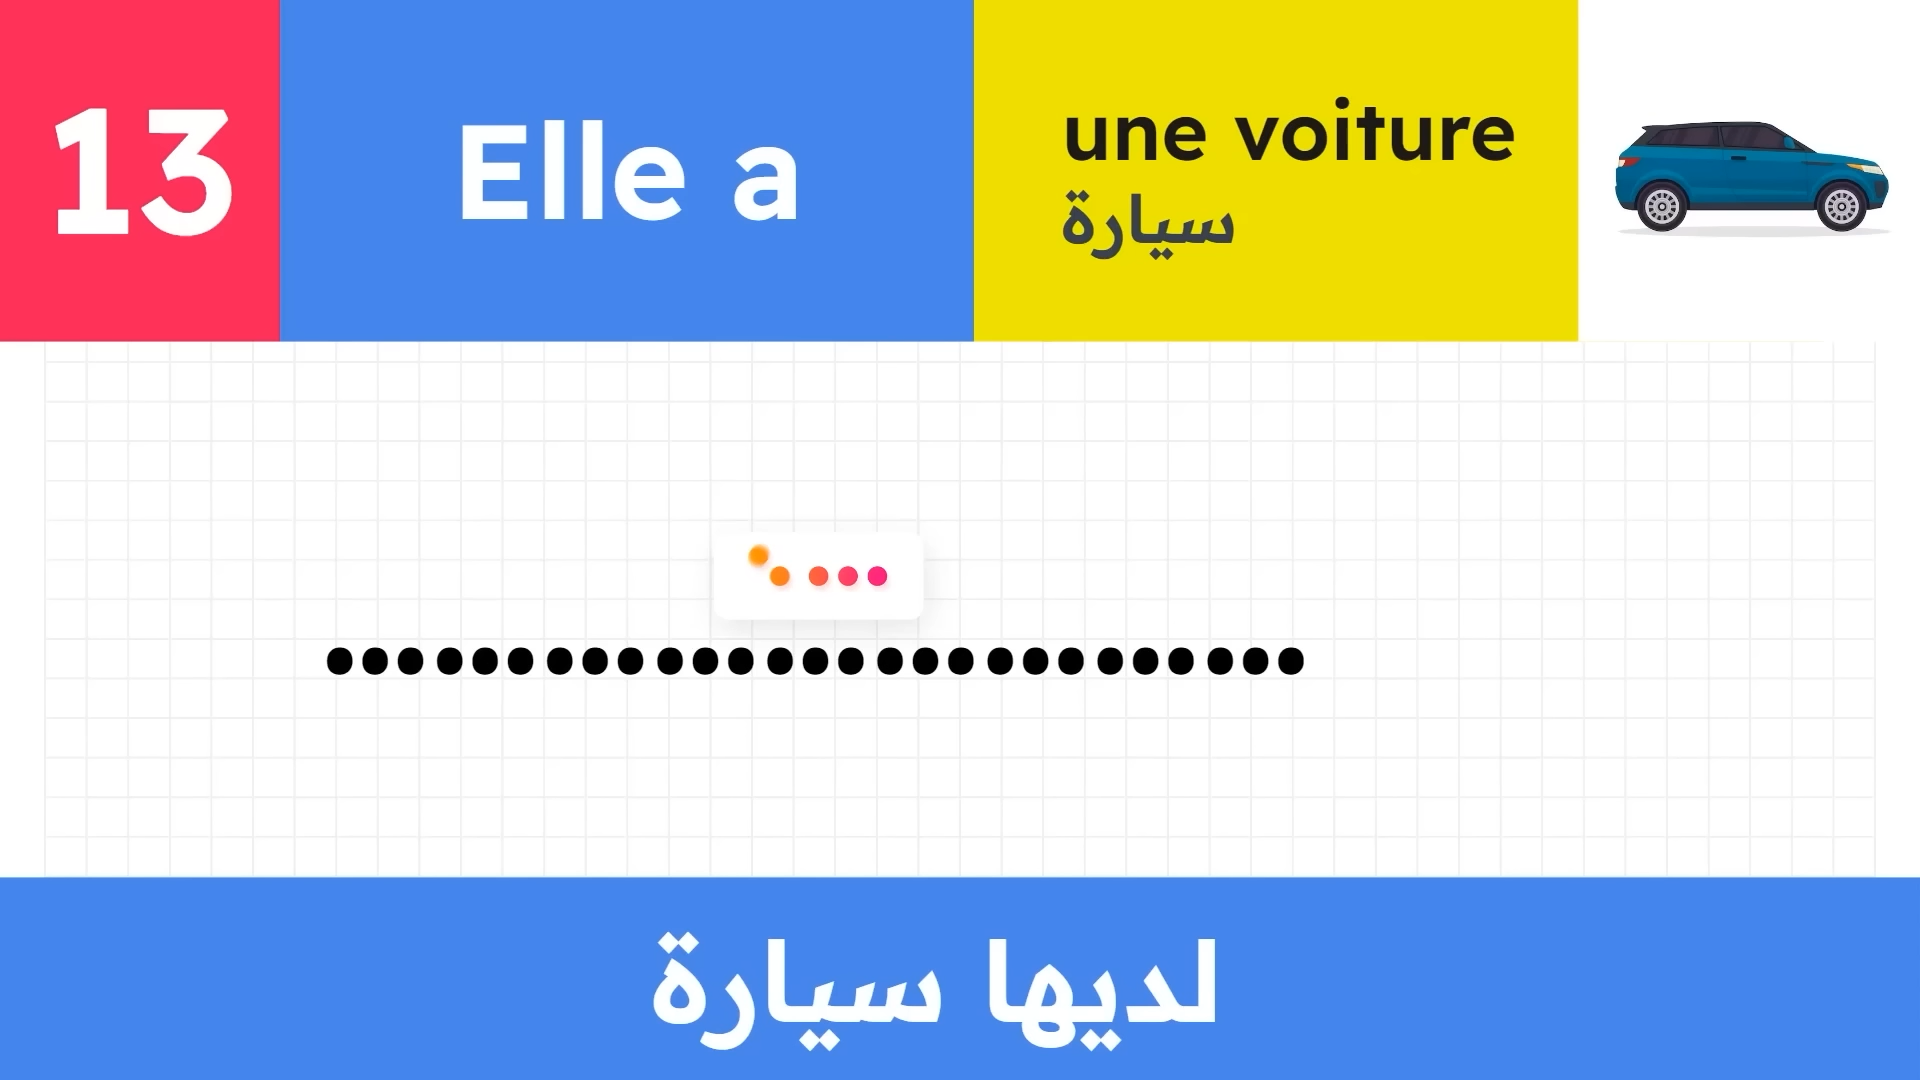 13
Elle a
une voiture
سيارة
...........................
لديها سيارة